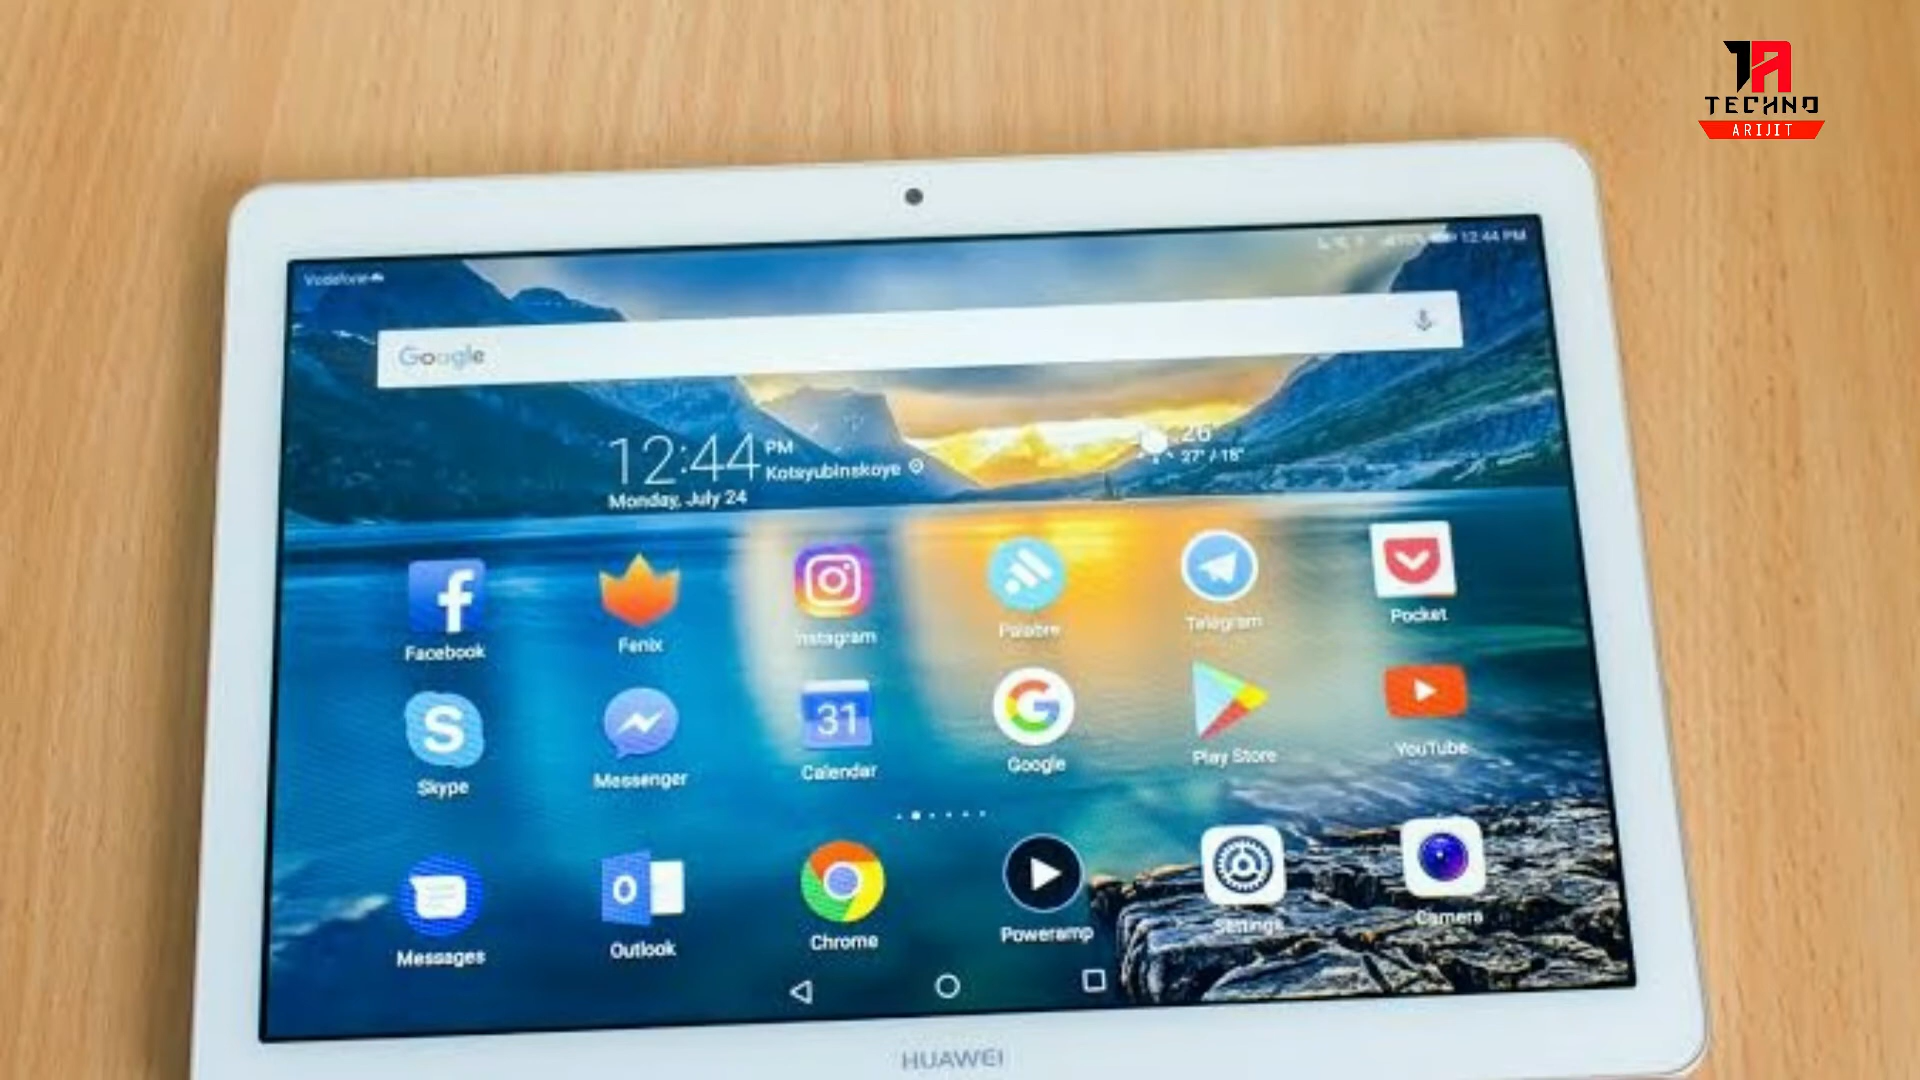 TECHNO
ARIJIT
Vodafone
12:44 PM
Google
12:44 PM
Kotsyubinskoye
Monday, July 24
26°
27° / 18°
Facebook
Fenix
Instagram
Palabre
Telegram
Pocket
31
Skype
Messenger
Calendar
Google
Play Store
YouTube
Messages
Outlook
Chrome
Poweramp
Settings
Camera
HUAWEI